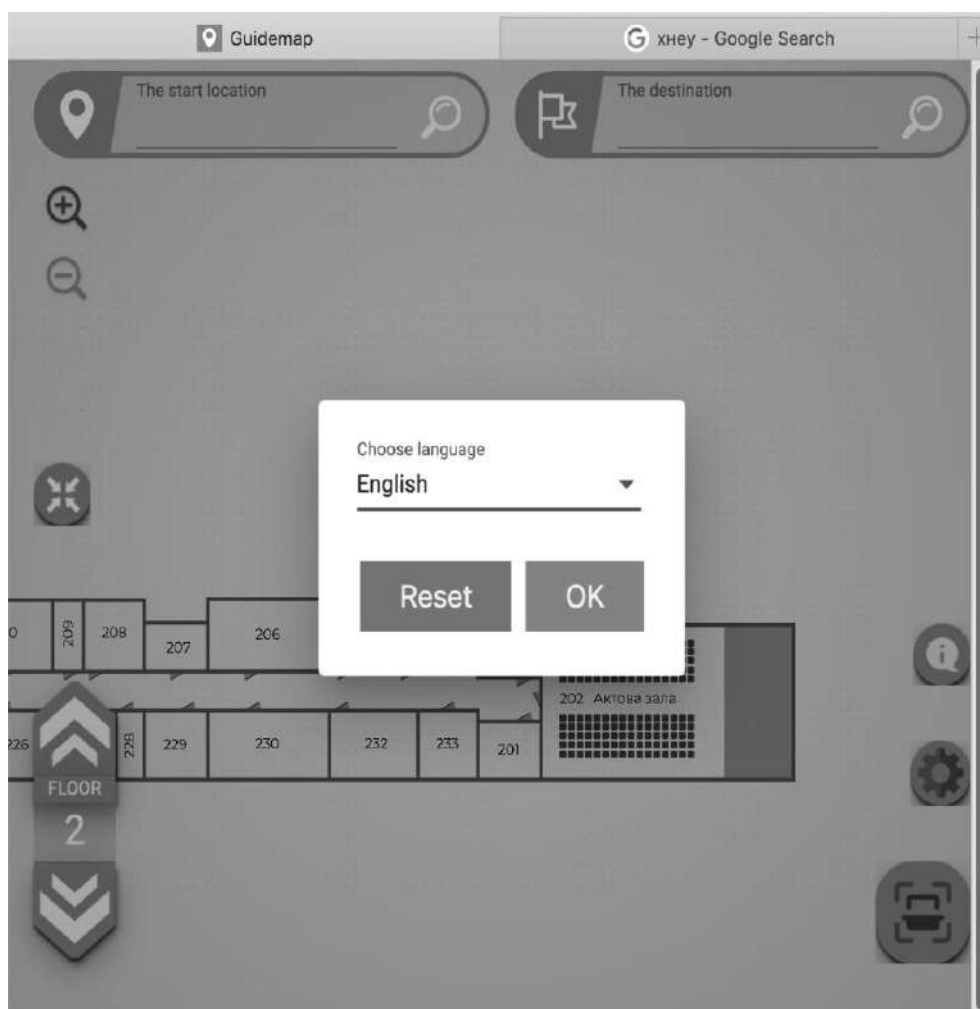 Guidemap
хнеу - Google Search
The start location
The destination
Choose language
English
Reset
OK
0
209
208
207
206
202 Актова зала
226
228
229
230
232
233
201
FLOOR
2